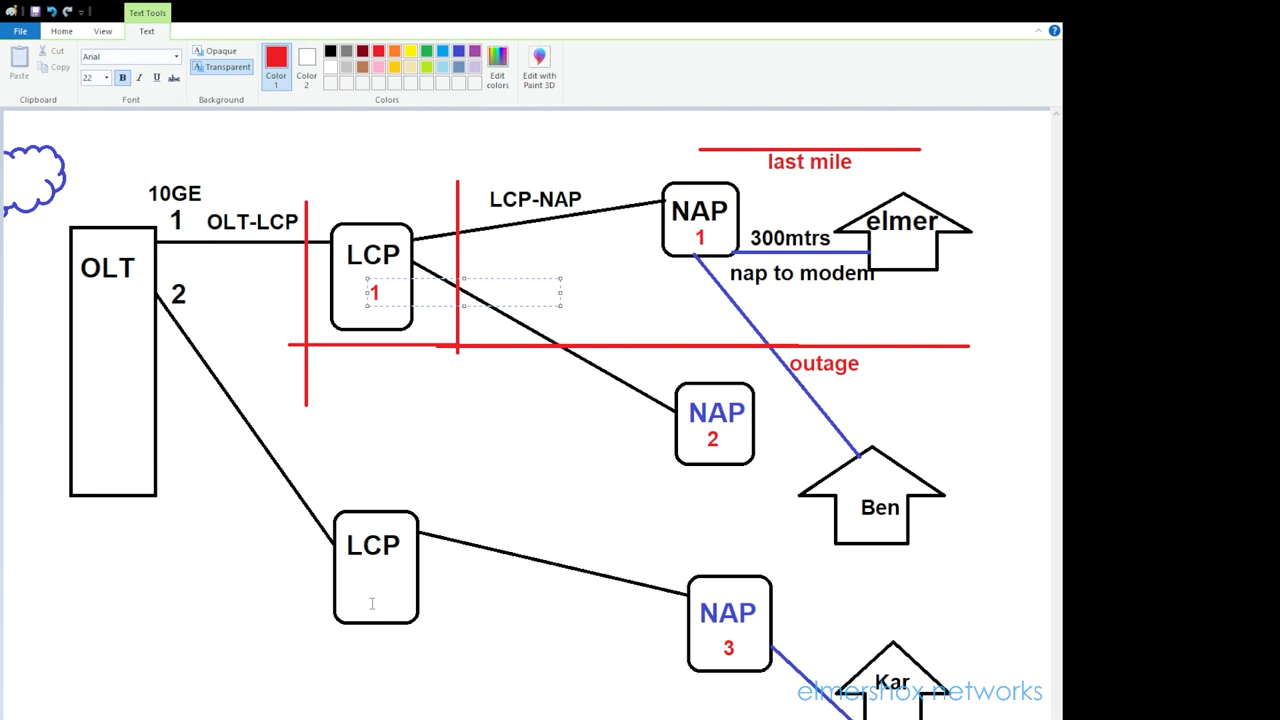 Text Tools
File
Home
View
Text
Paste
Cut
Copy
Clipboard
Arial
22
B
I
U
abc
Font
A
Opaque
A
Transparent
Background
Color
1
Color
2
Edit
colors
Colors
Edit with
Paint 3D
last mile
10GE
1
OLT-LCP
LCP-NAP
NAP
1
elmer
300mtrs
nap to modem
OLT
LCP
1
2
outage
NAP
2
Ben
LCP
NAP
3
Kar
elmershox networks